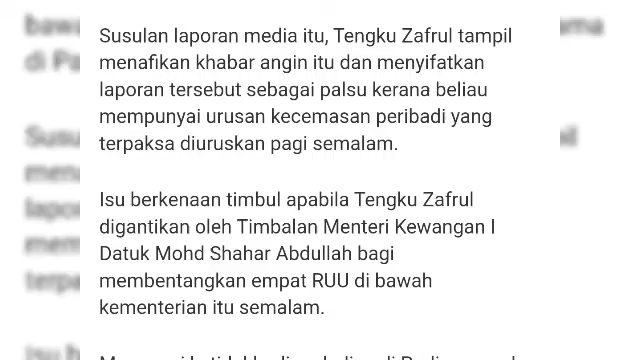 Susulan laporan media itu, Tengku Zafrul tampil
menafikan khabar angin itu dan menyifatkan
laporan tersebut sebagai palsu kerana beliau
mempunyai urusan kecemasan peribadi yang
terpaksa diuruskan pagi semalam.
Isu berkenaan timbul apabila Tengku Zafrul
digantikan oleh Timbalan Menteri Kewangan I
Datuk Mohd Shahar Abdullah bagi
membentangkan empat RUU di bawah
kementerian itu semalam.